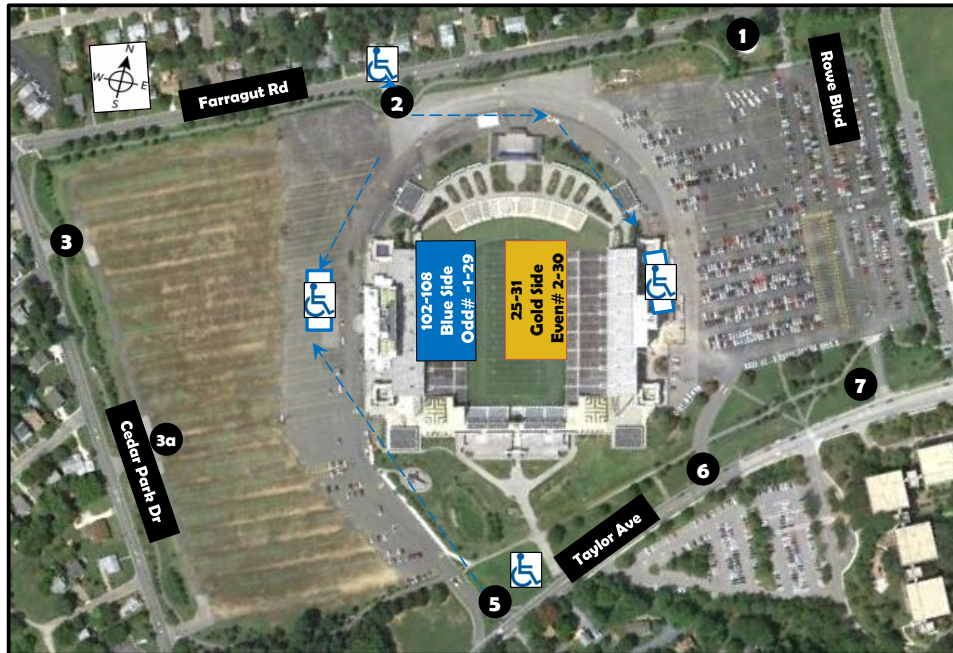 1
N
W
E
S
Farragut Rd
2
Rowe Blvd
3
102-108
Blue Side
Odd# -1-29
25-31
Gold Side
Even# 2-30
7
3a
Cedar Park Dr
6
Taylor Ave
5